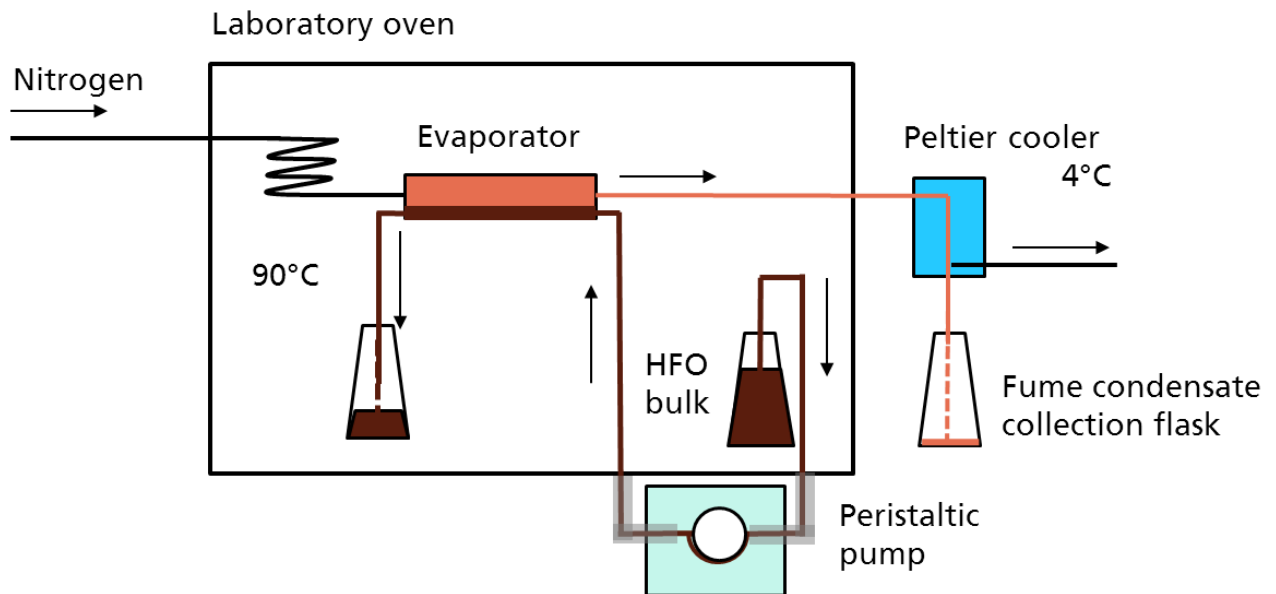 Laboratory oven
Nitrogen
Evaporator
Peltier cooler
4°C
90°C
HFO
bulk
Fume condensate
collection flask
Peristaltic
pump